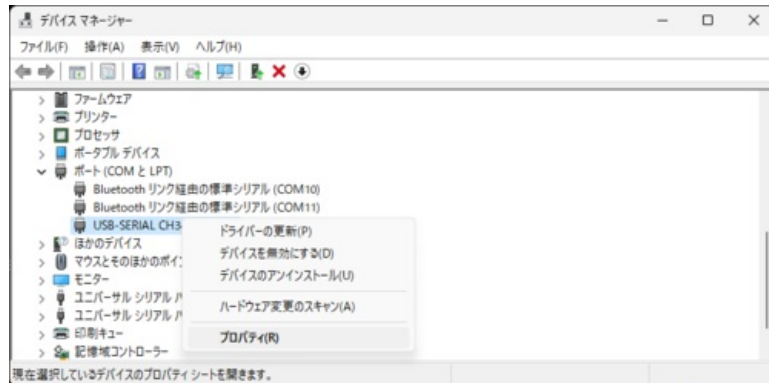 デバイス マネージャー
ファイル(F) 操作(A) 表示(V) ヘルプ(H)
ファームウェア
プリンター
プロセッサ
ポータブル デバイス
ポート (COM と LPT)
Bluetooth リンク経由の標準シリアル (COM10)
Bluetooth リンク経由の標準シリアル (COM11)
USB-SERIAL CH3
ドライバーの更新(P)
ほかのデバイス
デバイスを無効にする(D)
マウスとそのほかのポイ
デバイスのアンインストール(U)
モニター
ユニバーサル シリアル バ
ハードウェア変更のスキャン(A)
ユニバーサル シリアル バ
印刷キュー
プロパティ(R)
記憶域コントローラー
現在選択しているデバイスのプロパティ シートを開きます。